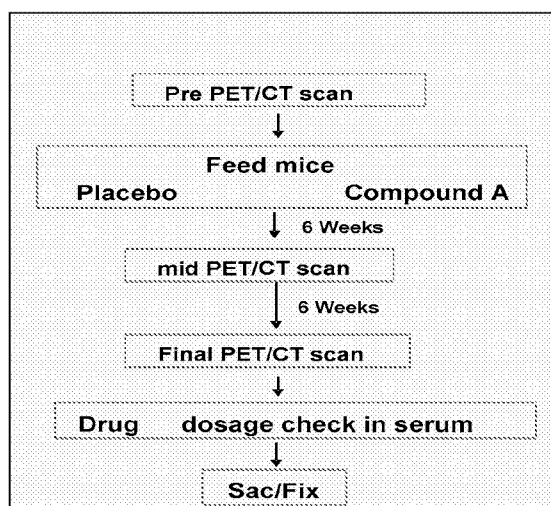 Pre PET/CT scan
Feed mice
Placebo Compound A
6 Weeks
mid PET/CT scan
6 Weeks
Final PET/CT scan
Drug dosage check in serum
Sac/Fix